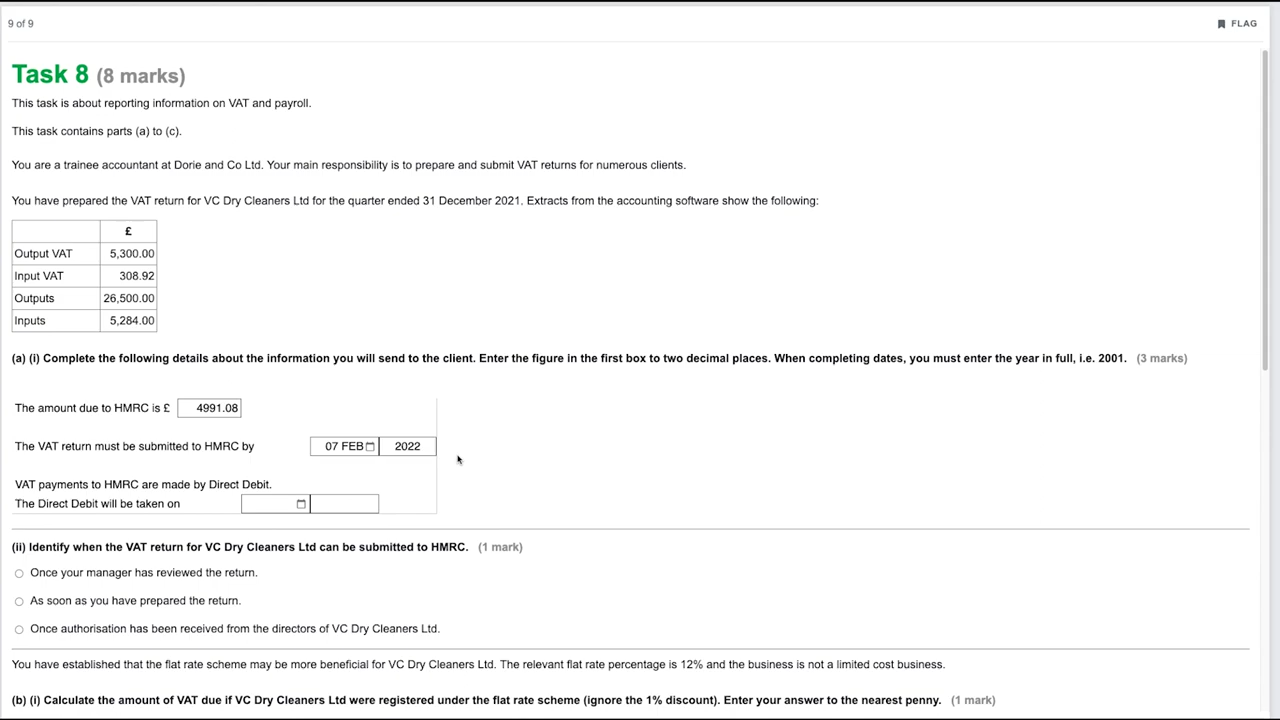 9 of 9
FLAG
Task 8 (8 marks)
This task is about reporting information on VAT and payroll.
This task contains parts (a) to (c).
You are a trainee accountant at Dorie and Co Ltd. Your main responsibility is to prepare and submit VAT returns for numerous clients.
You have prepared the VAT return for VC Dry Cleaners Ltd for the quarter ended 31 December 2021. Extracts from the accounting software show the following:
£
Output VAT 5,300.00
Input VAT 308.92
Outputs 26,500.00
Inputs 5,284.00
(a) (i) Complete the following details about the information you will send to the client. Enter the figure in the first box to two decimal places. When completing dates, you must enter the year in full, i.e. 2001. (3 marks)
The amount due to HMRC is £ 4991.08
The VAT return must be submitted to HMRC by 07 FEB 2022
VAT payments to HMRC are made by Direct Debit.
The Direct Debit will be taken on
(ii) Identify when the VAT return for VC Dry Cleaners Ltd can be submitted to HMRC. (1 mark)
Once your manager has reviewed the return.
As soon as you have prepared the return.
Once authorisation has been received from the directors of VC Dry Cleaners Ltd.
You have established that the flat rate scheme may be more beneficial for VC Dry Cleaners Ltd. The relevant flat rate percentage is 12% and the business is not a limited cost business.
(b) (i) Calculate the amount of VAT due if VC Dry Cleaners Ltd were registered under the flat rate scheme (ignore the 1% discount). Enter your answer to the nearest penny. (1 mark)